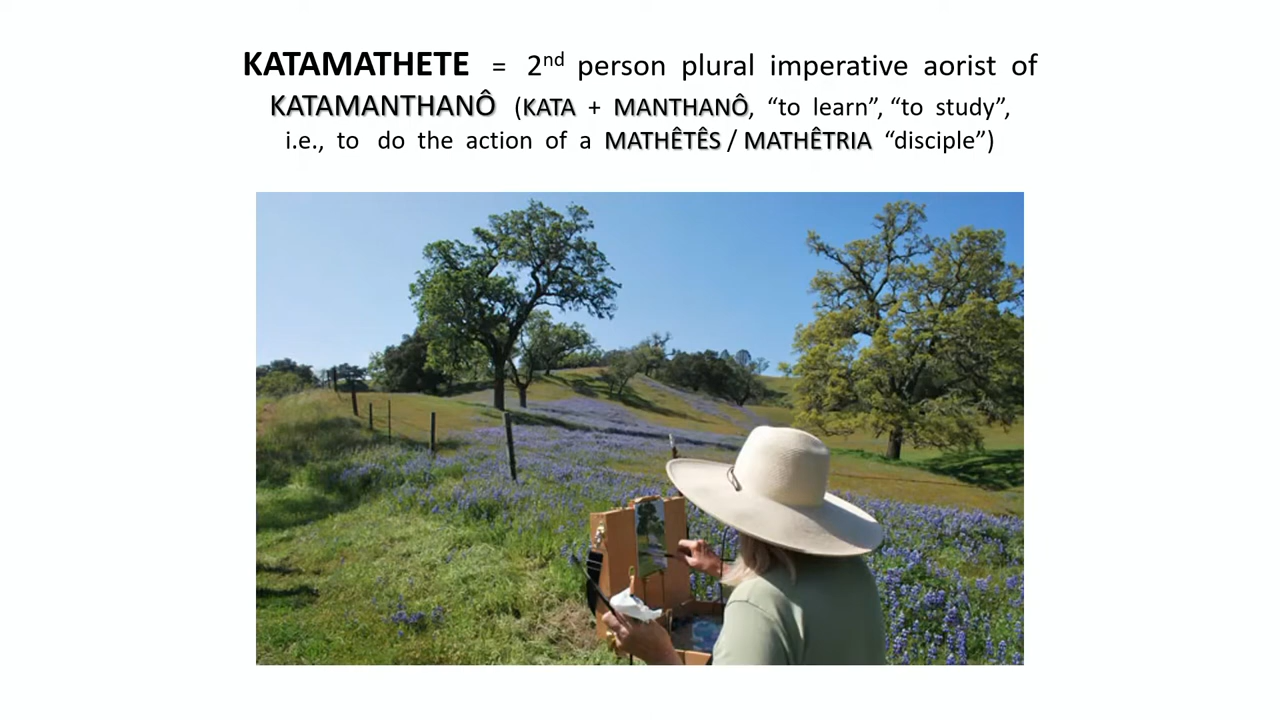 KATAMATHETE = 2nd person plural imperative aorist of
KATAMANTHANÔ (KATA + MANTHANÔ, “to learn”, “to study”,
i.e., to do the action of a MATHÊTÊS / MATHÊTRIA “disciple”)